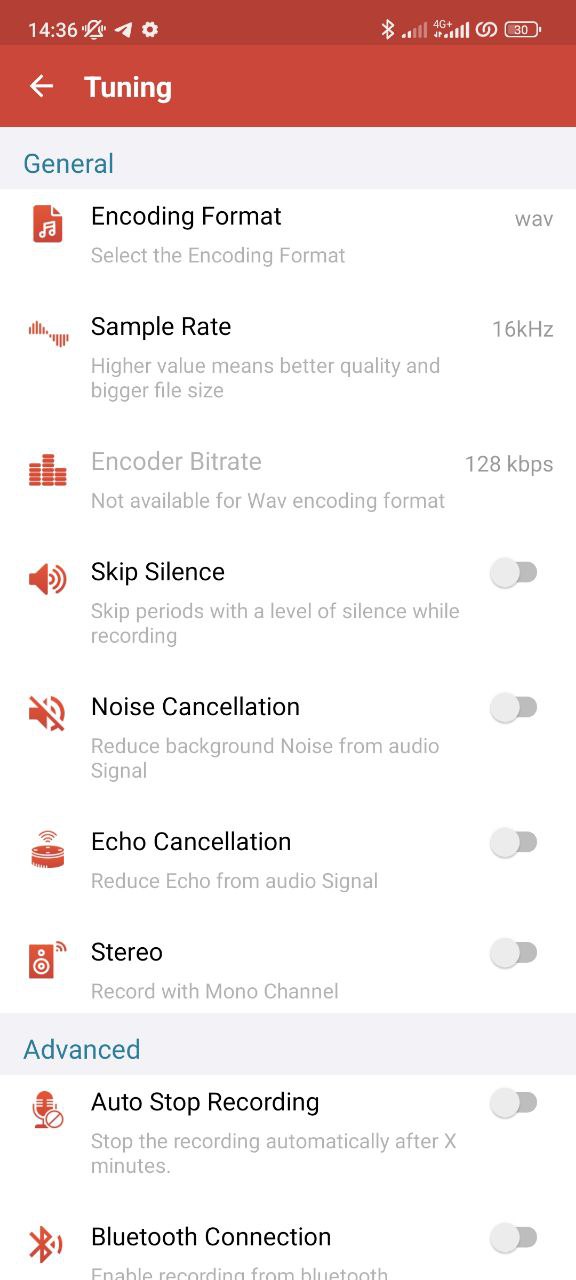 14:36
4G+
30
Tuning
General
Encoding Format
wav
Select the Encoding Format
Sample Rate
16kHz
Higher value means better quality and
bigger file size
Encoder Bitrate
128 kbps
Not available for Wav encoding format
Skip Silence
Skip periods with a level of silence while
recording
Noise Cancellation
Reduce background Noise from audio
Signal
Echo Cancellation
Reduce Echo from audio Signal
Stereo
Record with Mono Channel
Advanced
Auto Stop Recording
Stop the recording automatically after X
minutes.
Bluetooth Connection
Enable recording from bluetooth